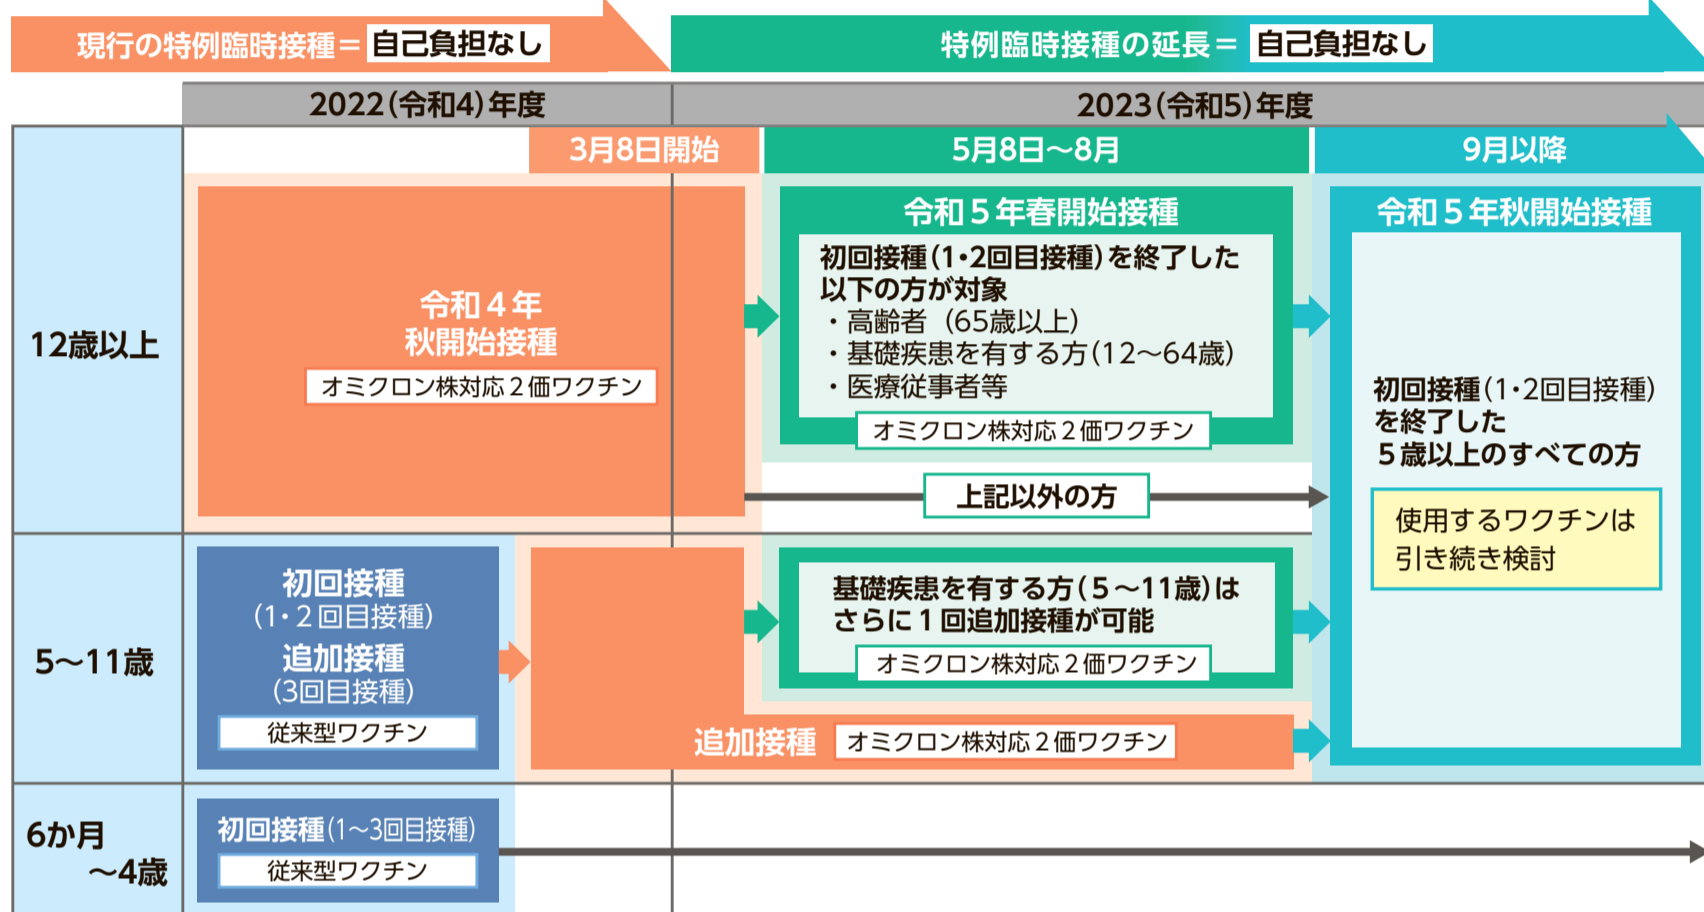 現行の特例臨時接種＝ 自己負担なし
特例臨時接種の延長＝ 自己負担なし
2022(令和4)年度
2023(令和5)年度
3月8日開始
5月8日～8月
9月以降
12歳以上
令和４年
秋開始接種
オミクロン株対応２価ワクチン
令和５年春開始接種
初回接種(1・2回目接種)を終了した
以下の方が対象
・高齢者（65歳以上）
・基礎疾患を有する方(12～64歳)
・医療従事者等
オミクロン株対応２価ワクチン
上記以外の方
令和５年秋開始接種
初回接種(1・2回目接種)
を終了した
５歳以上のすべての方
使用するワクチンは
引き続き検討
5～11歳
初回接種
(1・２回目接種)
追加接種
(3回目接種)
従来型ワクチン
基礎疾患を有する方(５～11歳)は
さらに１回追加接種が可能
オミクロン株対応２価ワクチン
追加接種 オミクロン株対応２価ワクチン
6か月
～4歳
初回接種(1～3回目接種)
従来型ワクチン